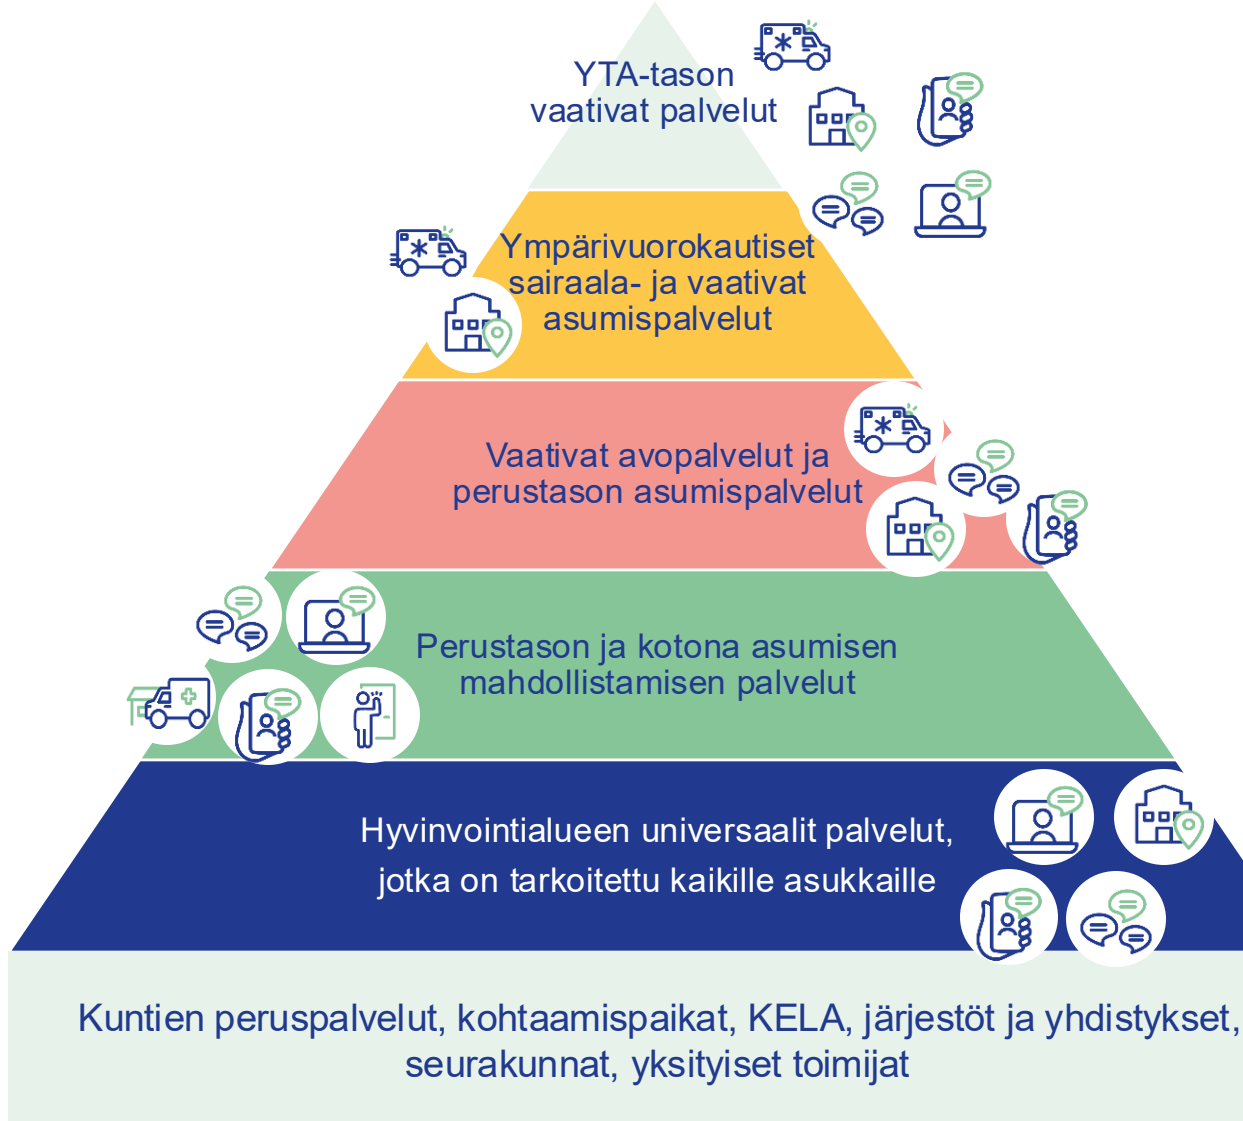 YTA-tason
vaativat palvelut
Ympärivuorokautiset
sairaala- ja vaativat
asumispalvelut
Vaativat avopalvelut ja
perustason asumispalvelut
Perustason ja kotona asumisen
mahdollistamisen palvelut
Hyvinvointialueen universaalit palvelut,
jotka on tarkoitettu kaikille asukkaille
Kuntien peruspalvelut, kohtaamispaikat, KELA, järjestöt ja yhdistykset,
seurakunnat, yksityiset toimijat